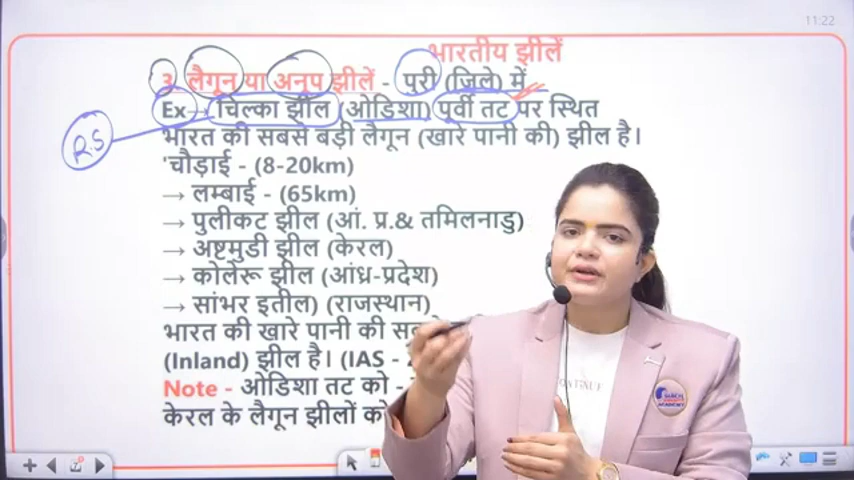 11:22
भारतीय झीलें
3. लैगून या अनूप झीलें - पुरी (जिले) में
Ex→ चिल्का झील (ओडिशा) पूर्वी तट पर स्थित
R.S
भारत की सबसे बड़ी लैगून (खारे पानी की) झील है।
'चौड़ाई - (8-20km)
→ लम्बाई - (65km)
→ पुलीकट झील (आं. प्र.& तमिलनाडु)
→ अष्टमुडी झील (केरल)
→ कोलेरू झील (आंध्र-प्रदेश)
→ सांभर इतील) (राजस्थान)
भारत की खारे पानी की
(Inland) झील है। (IAS -
Note - ओडिशा तट को -
केरल के लैगून झीलों को
ACADEMY